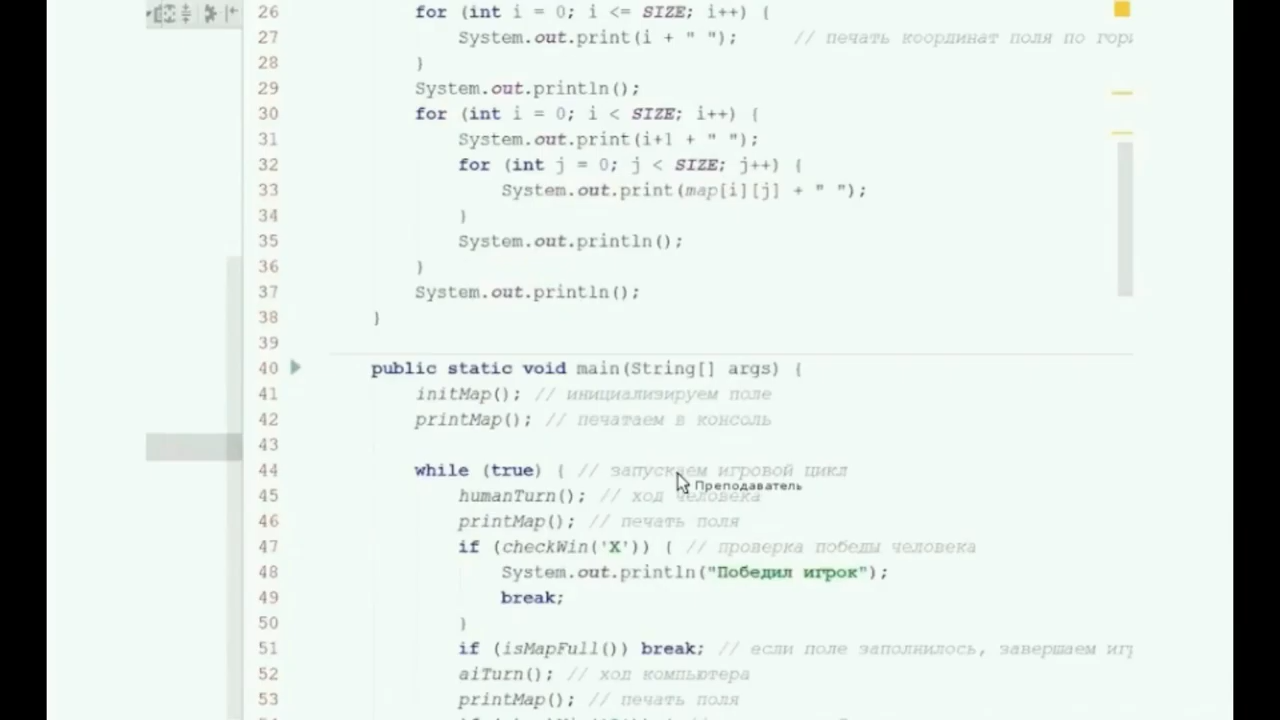 26 for (int i = 0; i <= SIZE; i++) {
27 System.out.print(i + " "); // печать координат поля по гори
28 }
29 System.out.println();
30 for (int i = 0; i < SIZE; i++) {
31 System.out.print(i+1 + " ");
32 for (int j = 0; j < SIZE; j++) {
33 System.out.print(map[i][j] + " ");
34 }
35 System.out.println();
36 }
37 System.out.println();
38 }
39
40 public static void main(String[] args) {
41 initMap(); // инициализируем поле
42 printMap(); // печатаем в консоль
43
44 while (true) { // запускаем игровой цикл
Преподаватель
45 humanTurn(); // ход человека
46 printMap(); // печать поля
47 if (checkWin('X')) { // проверка победы человека
48 System.out.println("Победил игрок");
49 break;
50 }
51 if (isMapFull()) break; // если поле заполнилось, завершаем игр
52 aiTurn(); // ход компьютера
53 printMap(); // печать поля